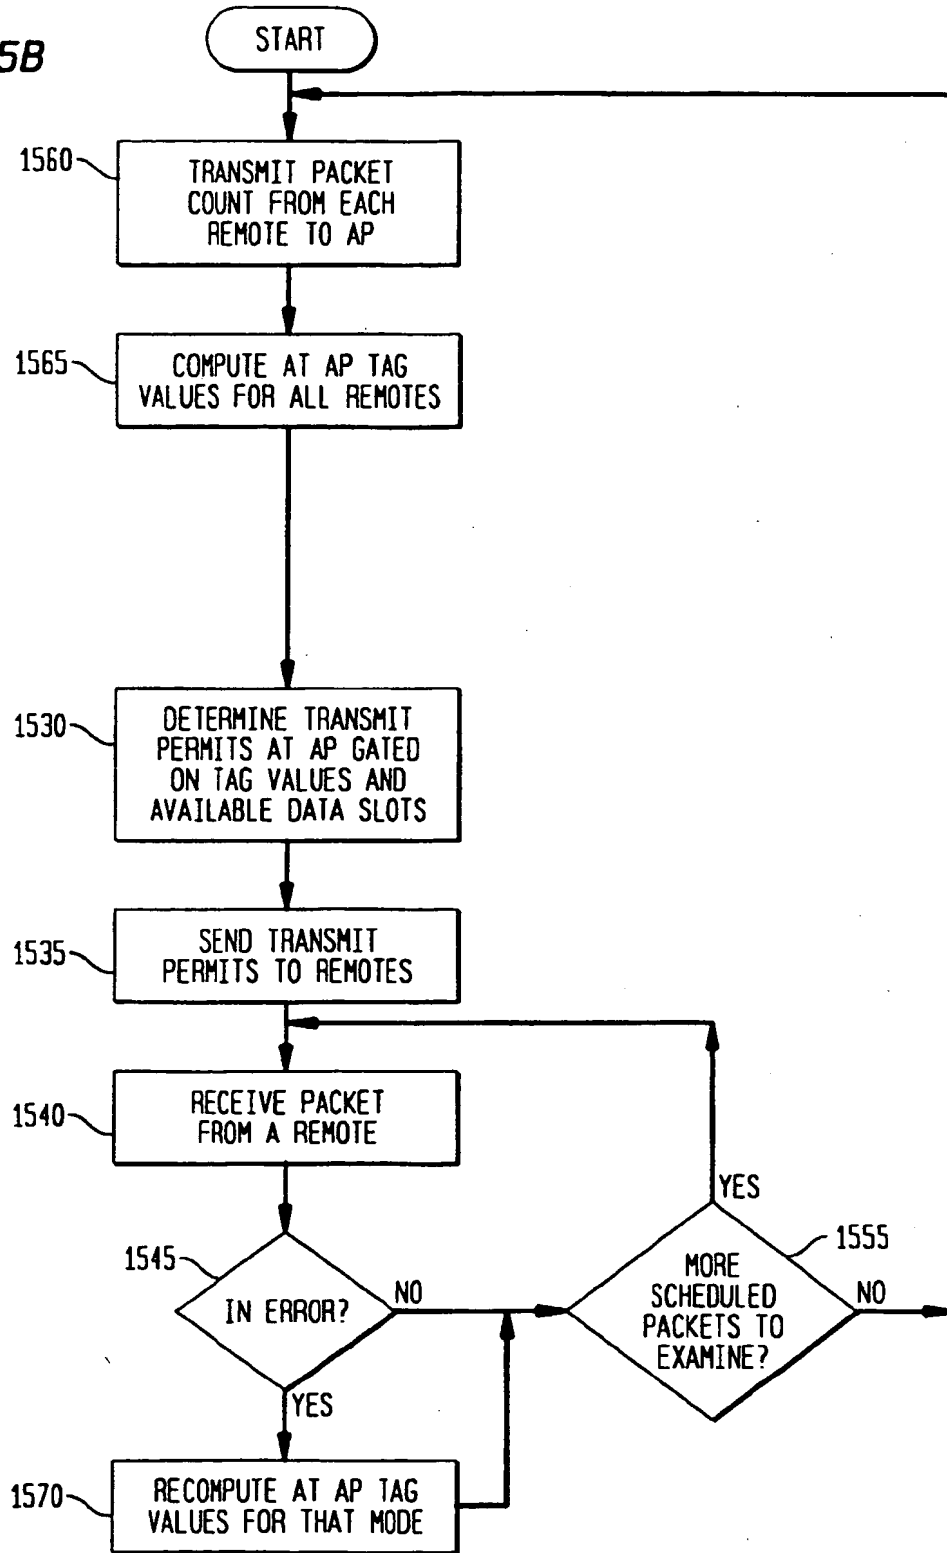 5B
START
1560
TRANSMIT PACKET
COUNT FROM EACH
REMOTE TO AP
1565
COMPUTE AT AP TAG
VALUES FOR ALL REMOTES
1530
DETERMINE TRANSMIT
PERMITS AT AP GATED
ON TAG VALUES AND
AVAILABLE DATA SLOTS
1535
SEND TRANSMIT
PERMITS TO REMOTES
1540
RECEIVE PACKET
FROM A REMOTE
YES
1545
IN ERROR?
NO
1555
MORE
SCHEDULED
PACKETS TO
EXAMINE?
NO
YES
1570
RECOMPUTE AT AP TAG
VALUES FOR THAT MODE